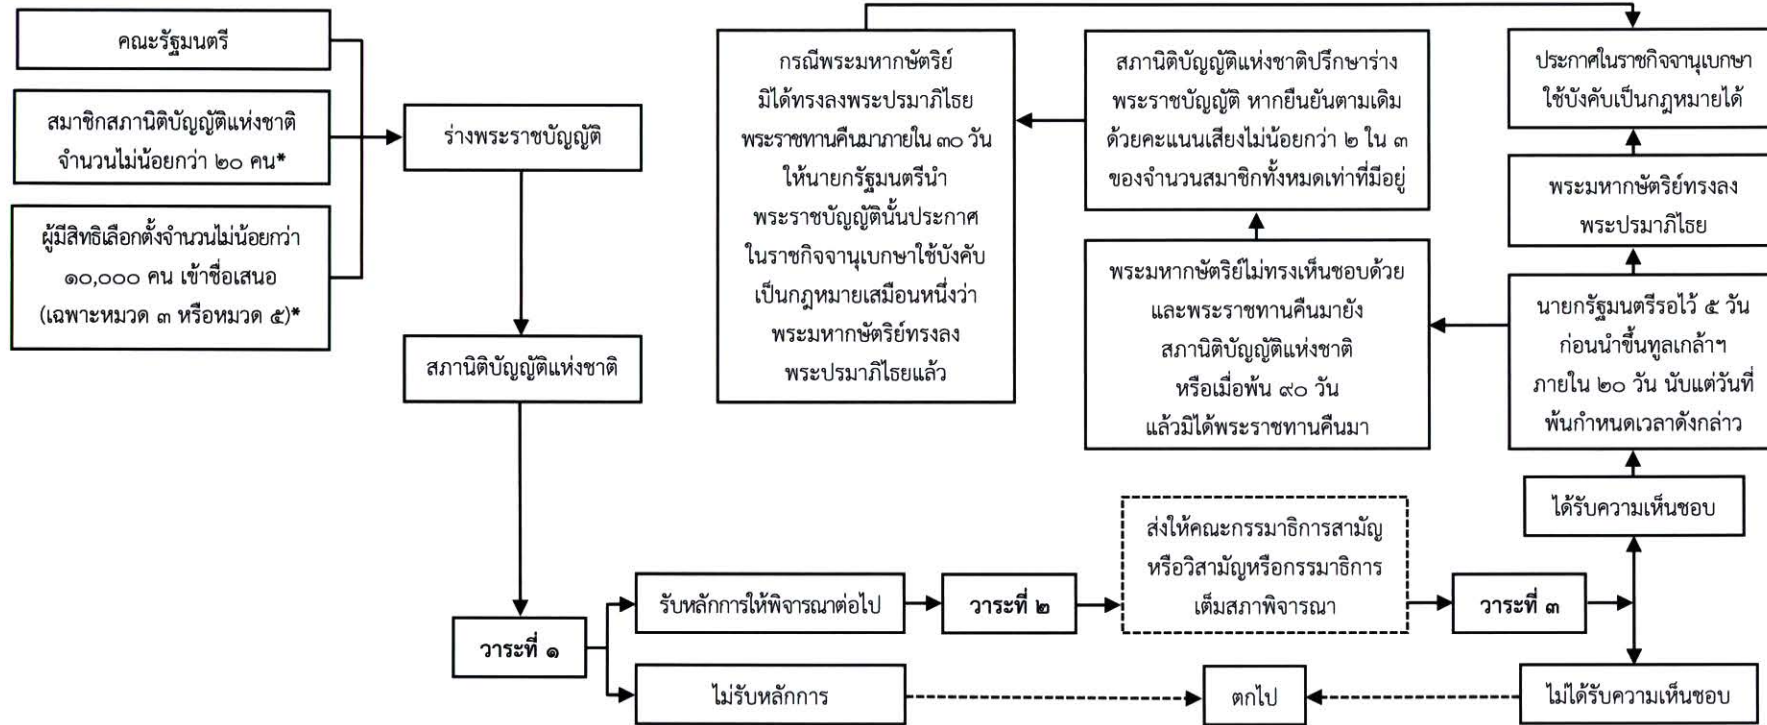 คณะรัฐมนตรี
สมาชิกสภานิติบัญญัติแห่งชาติ
จำนวนไม่น้อยกว่า ๒๐ คน*
ผู้มีสิทธิเลือกตั้งจำนวนไม่น้อยกว่า
๑๐,๐๐๐ คน เข้าชื่อเสนอ
(เฉพาะหมวด ๓ หรือหมวด ๕)*
ร่างพระราชบัญญัติ
สภานิติบัญญัติแห่งชาติ
วาระที่ ๑
รับหลักการให้พิจารณาต่อไป
ไม่รับหลักการ
วาระที่ ๒
ส่งให้คณะกรรมาธิการสามัญ
หรือวิสามัญหรือกรรมาธิการ
เต็มสภาพิจารณา
วาระที่ ๓
ตกไป
ไม่ได้รับความเห็นชอบ
ได้รับความเห็นชอบ
นายกรัฐมนตรีรอไว้ ๕ วัน
ก่อนนำขึ้นทูลเกล้าฯ
ภายใน ๒๐ วัน นับแต่วันที่
พ้นกำหนดเวลาดังกล่าว
พระมหากษัตริย์ทรงลง
พระปรมาภิไธย
ประกาศในราชกิจจานุเบกษา
ใช้บังคับเป็นกฎหมายได้
พระมหากษัตริย์ไม่ทรงเห็นชอบด้วย
และพระราชทานคืนมายัง
สภานิติบัญญัติแห่งชาติ
หรือเมื่อพ้น ๙๐ วัน
แล้วมิได้พระราชทานคืนมา
สภานิติบัญญัติแห่งชาติปรึกษาร่าง
พระราชบัญญัติ หากยืนยันตามเดิม
ด้วยคะแนนเสียงไม่น้อยกว่า ๒ ใน ๓
ของจำนวนสมาชิกทั้งหมดเท่าที่มีอยู่
กรณีพระมหากษัตริย์
มิได้ทรงลงพระปรมาภิไธย
พระราชทานคืนมาภายใน ๓๐ วัน
ให้นายกรัฐมนตรีนำ
พระราชบัญญัตินั้นประกาศ
ในราชกิจจานุเบกษาใช้บังคับ
เป็นกฎหมายเสมือนหนึ่งว่า
พระมหากษัตริย์ทรงลง
พระปรมาภิไธยแล้ว